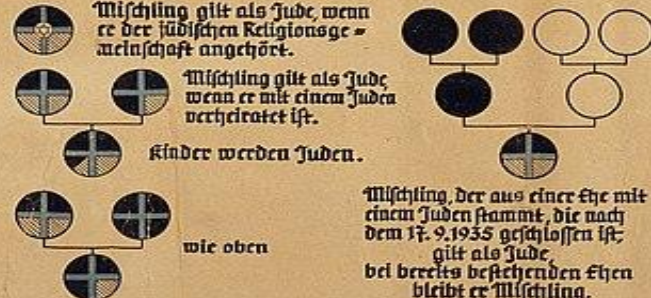 Mischling gilt als Jude, wenn
er der jüdischen Religionsge=
meinschaft angehört.
Mischling gilt als Jude
wenn er mit einem Juden
verheiratet ist.
Kinder werden Juden.
wie oben
Mischling, der aus einer Ehe mit
einem Juden stammt, die nach
dem 17.9.1935 geschlossen ist,
gilt als Jude,
bei bereits bestehenden Ehen
bleibt er Mischling.